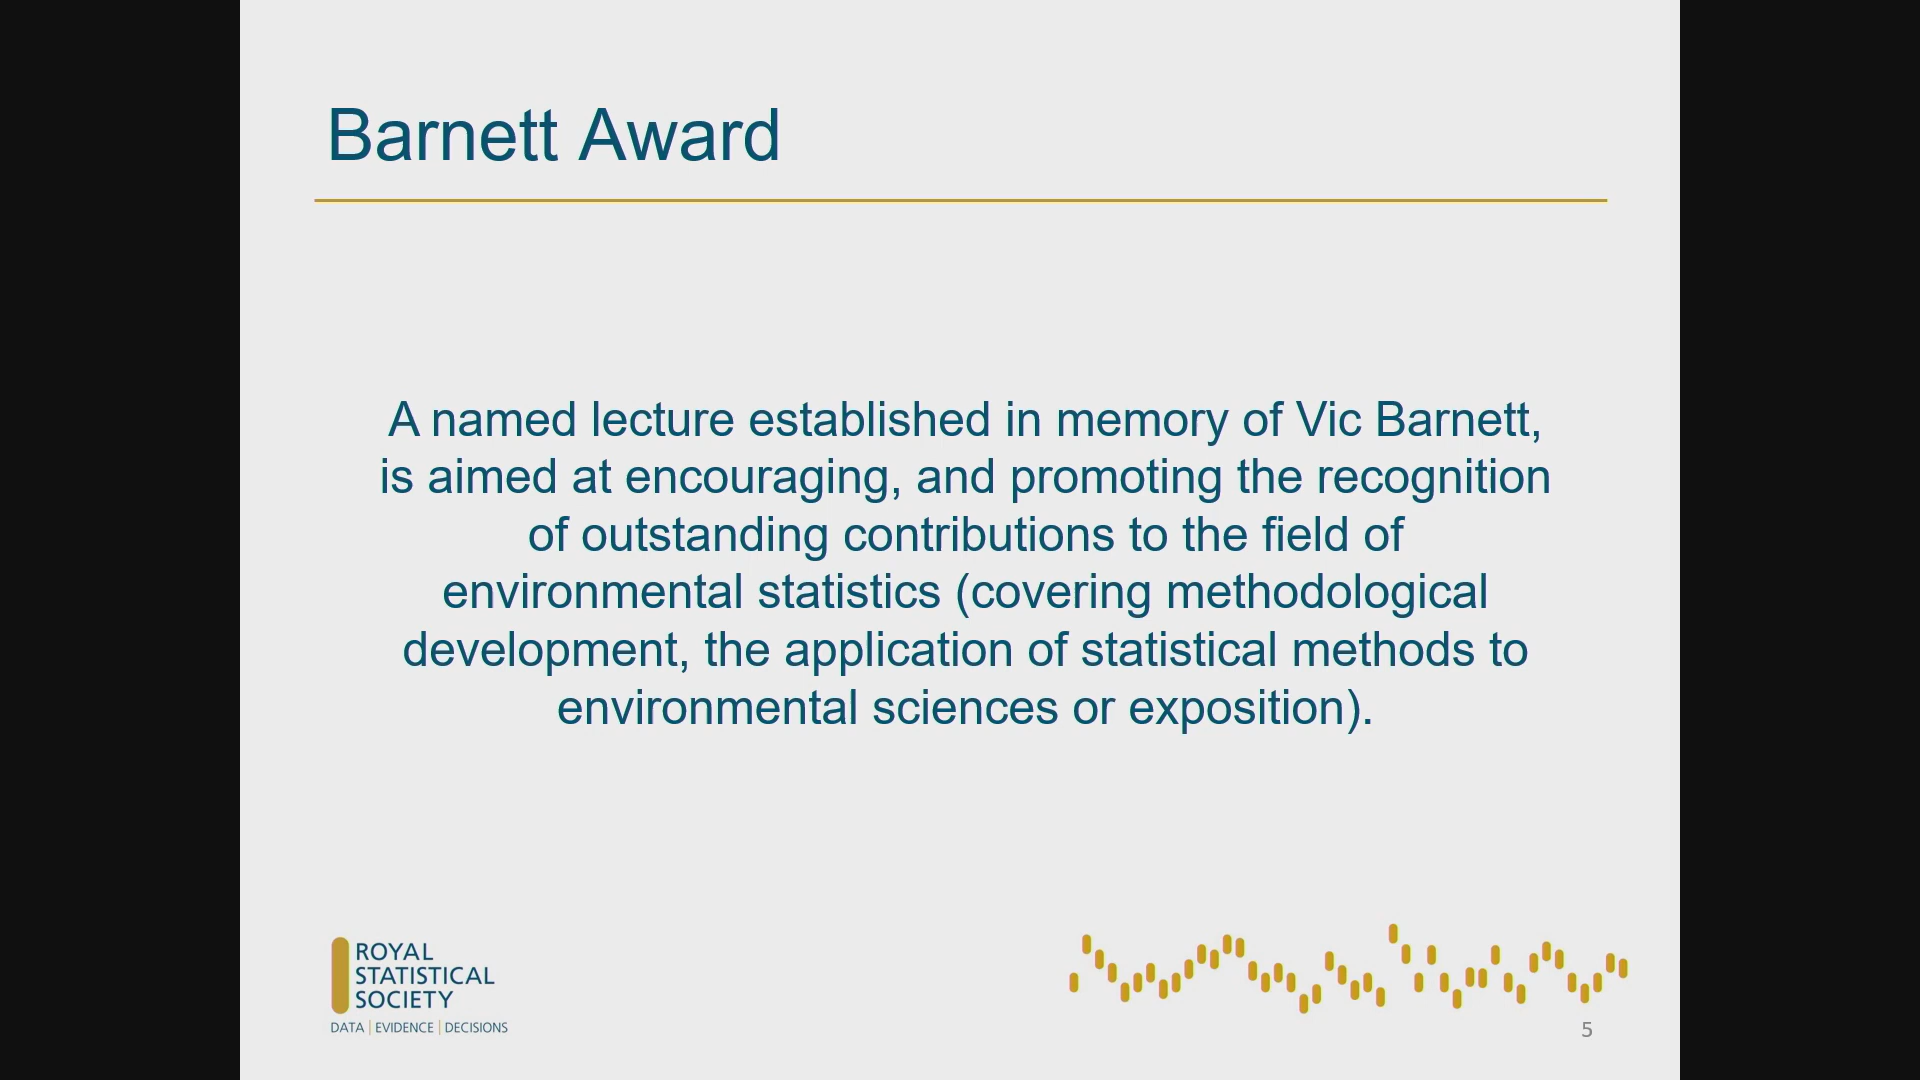 Barnett Award
A named lecture established in memory of Vic Barnett,
is aimed at encouraging, and promoting the recognition
of outstanding contributions to the field of
environmental statistics (covering methodological
development, the application of statistical methods to
environmental sciences or exposition).
ROYAL
STATISTICAL
SOCIETY
DATA | EVIDENCE | DECISIONS
5